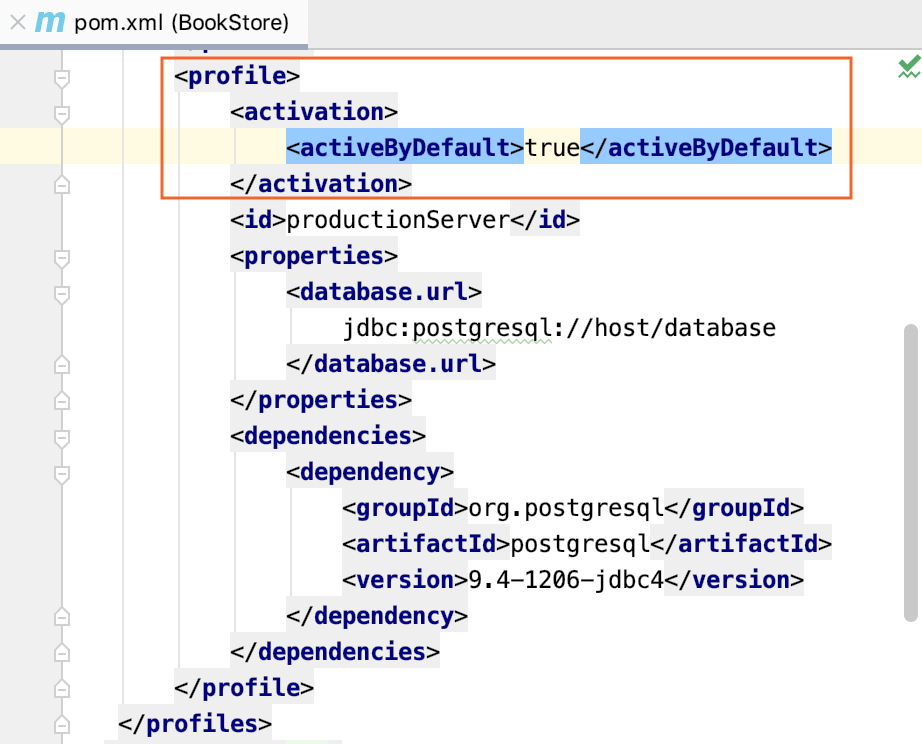 m pom.xml (BookStore)
<profile>
<activation>
<activeByDefault>true</activeByDefault>
</activation>
<id>productionServer</id>
<properties>
<database.url>
jdbc:postgresql://host/database
</database.url>
</properties>
<dependencies>
<dependency>
<groupId>org.postgresql</groupId>
<artifactId>postgresql</artifactId>
<version>9.4-1206-jdbc4</version>
</dependency>
</dependencies>
</profile>
</profiles>